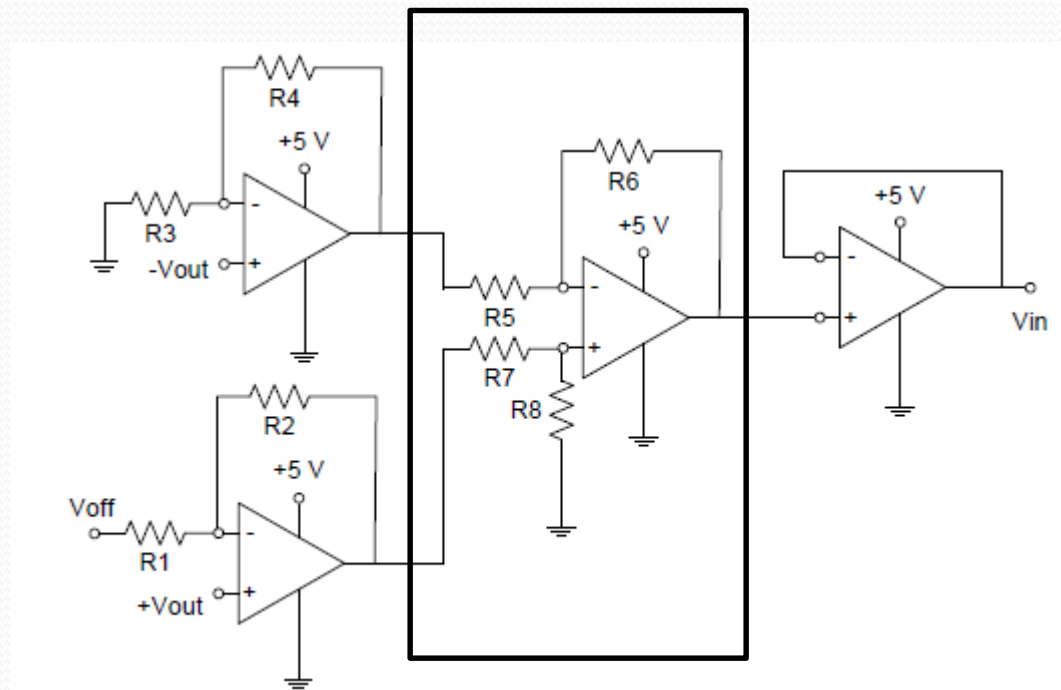 R4
+5 V
-
R3
-Vout
+
R6
+5 V
-
R5
+
R7
R8
+5 V
-
+
Vin
R2
+5 V
Voff
-
R1
+
+Vout